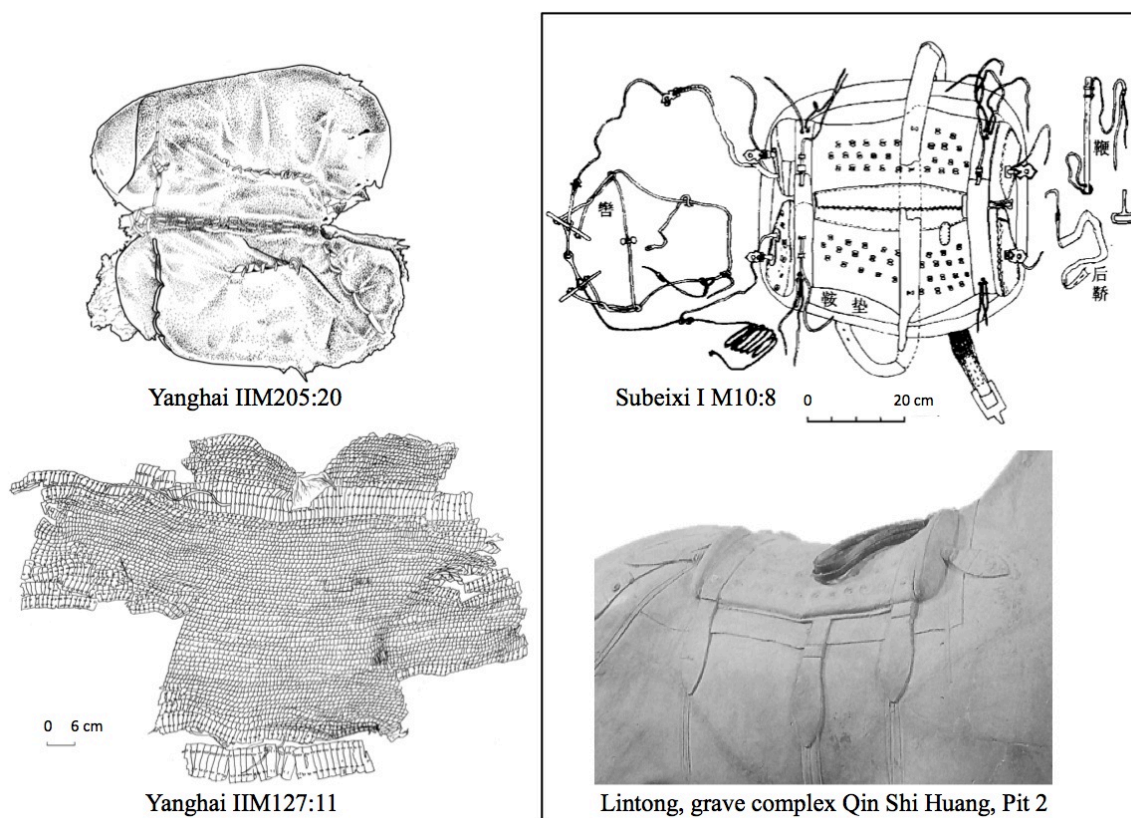 Yanghai IIM205:20
辔
鞍 垫
鞭
后鞒
Subeixi I M10:8
0 20 cm
0 6 cm
Yanghai IIM127:11
Lintong, grave complex Qin Shi Huang, Pit 2